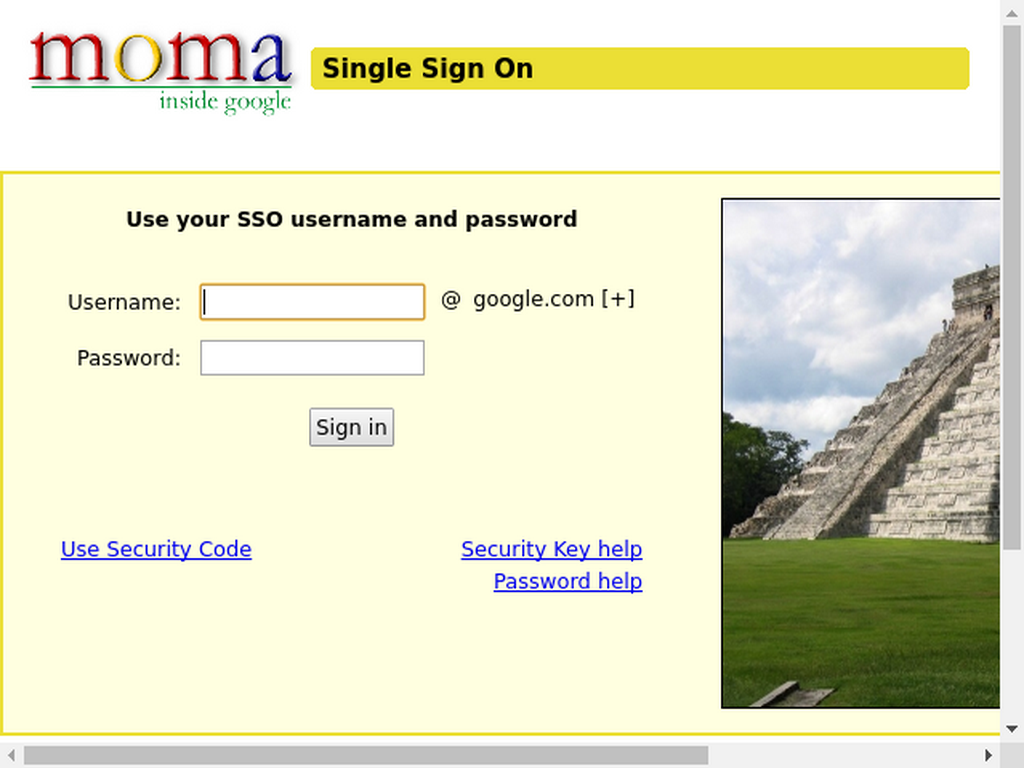 moma
inside google
Single Sign On
Use your SSO username and password
Username:
@ google.com [+]
Password:
Sign in
Use Security Code
Security Key help
Password help